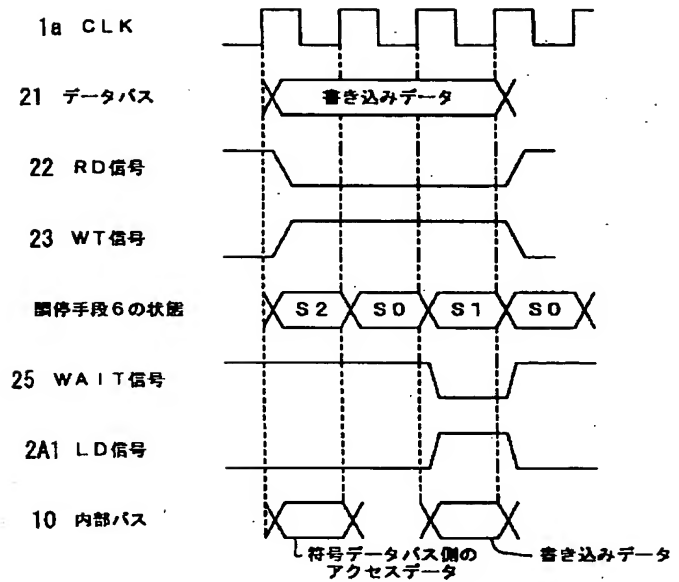 1a CLK
21 データバス
書き込みデータ
22 RD信号
23 WT信号
調停手段6の状態
S2 S0 S1 S0
25 WAIT信号
2A1 LD信号
10 内部バス
符号データバス側の
アクセスデータ
書き込みデータ